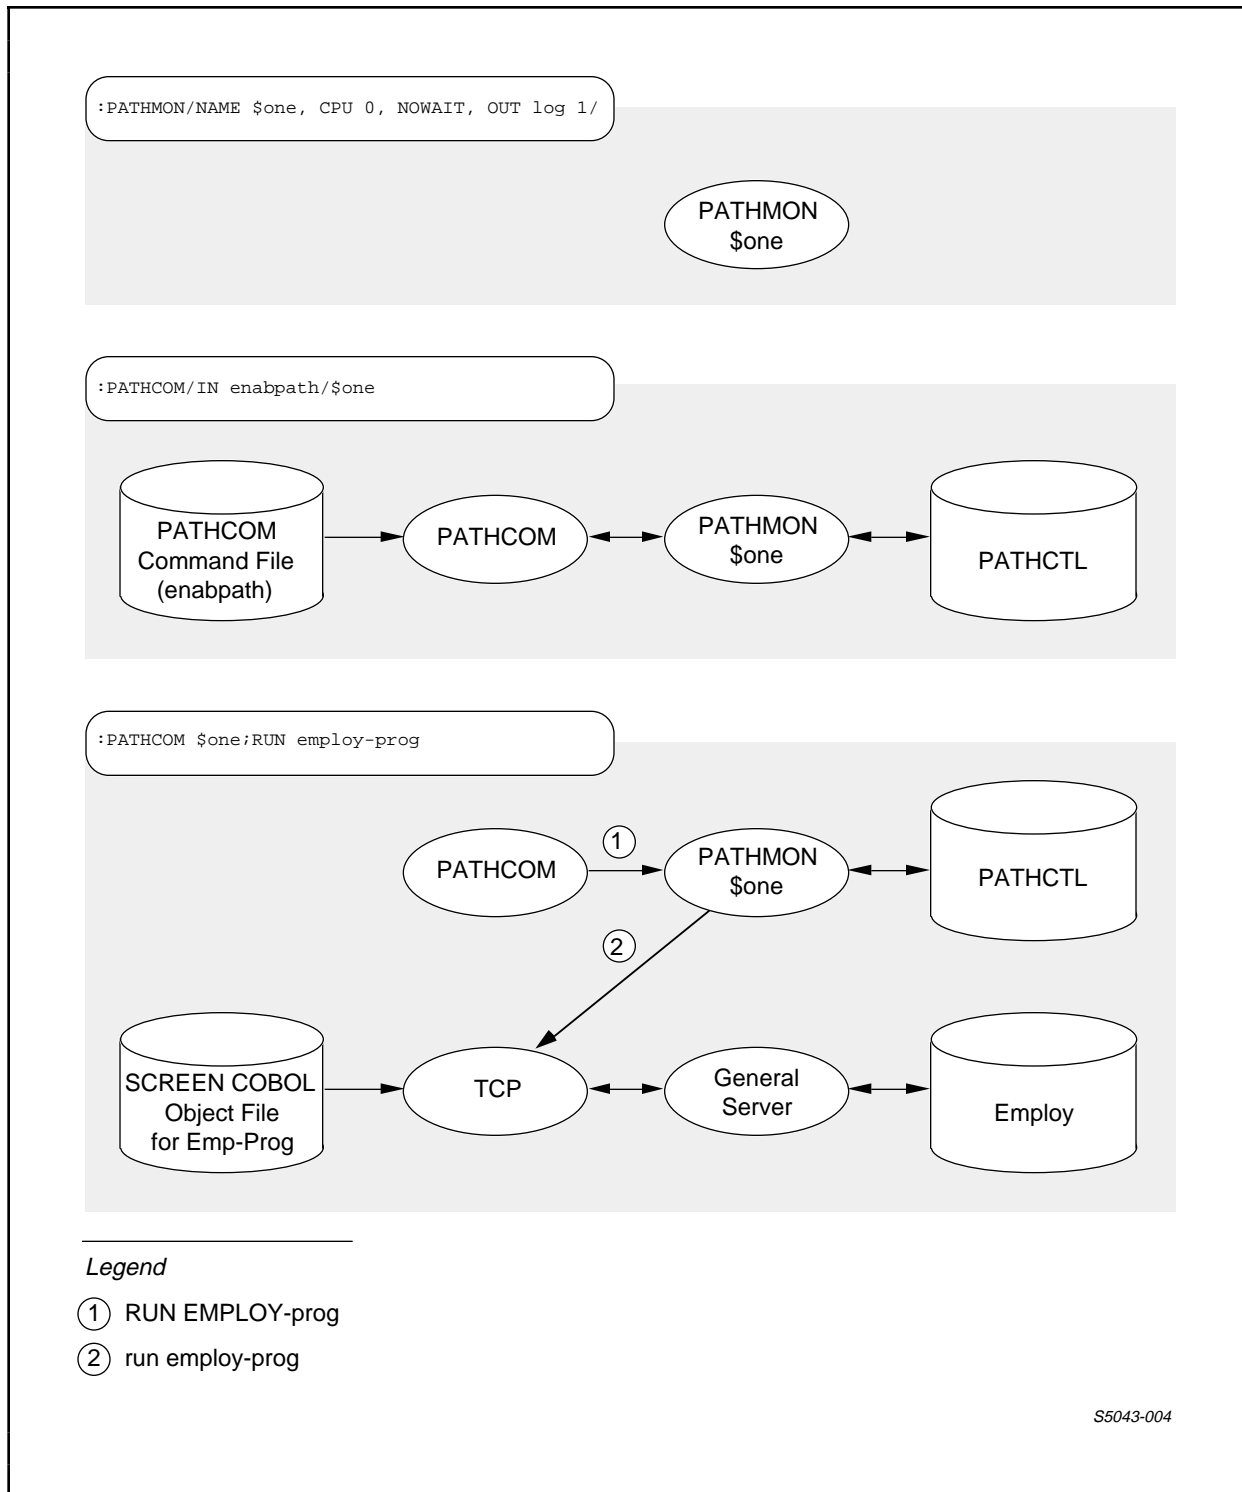 :PATHMON/NAME $one, CPU 0, NOWAIT, OUT log 1/
PATHMON
$one
:PATHCOM/IN enabpath/$one
PATHCOM
Command File
(enabpath)
PATHCOM
PATHMON
$one
PATHCTL
:PATHCOM $one;RUN employ-prog
PATHCOM
1
PATHMON
$one
PATHCTL
2
SCREEN COBOL
Object File
for Emp-Prog
TCP
General
Server
Employ
Legend
1 RUN EMPLOY-prog
2 run employ-prog
S5043-004